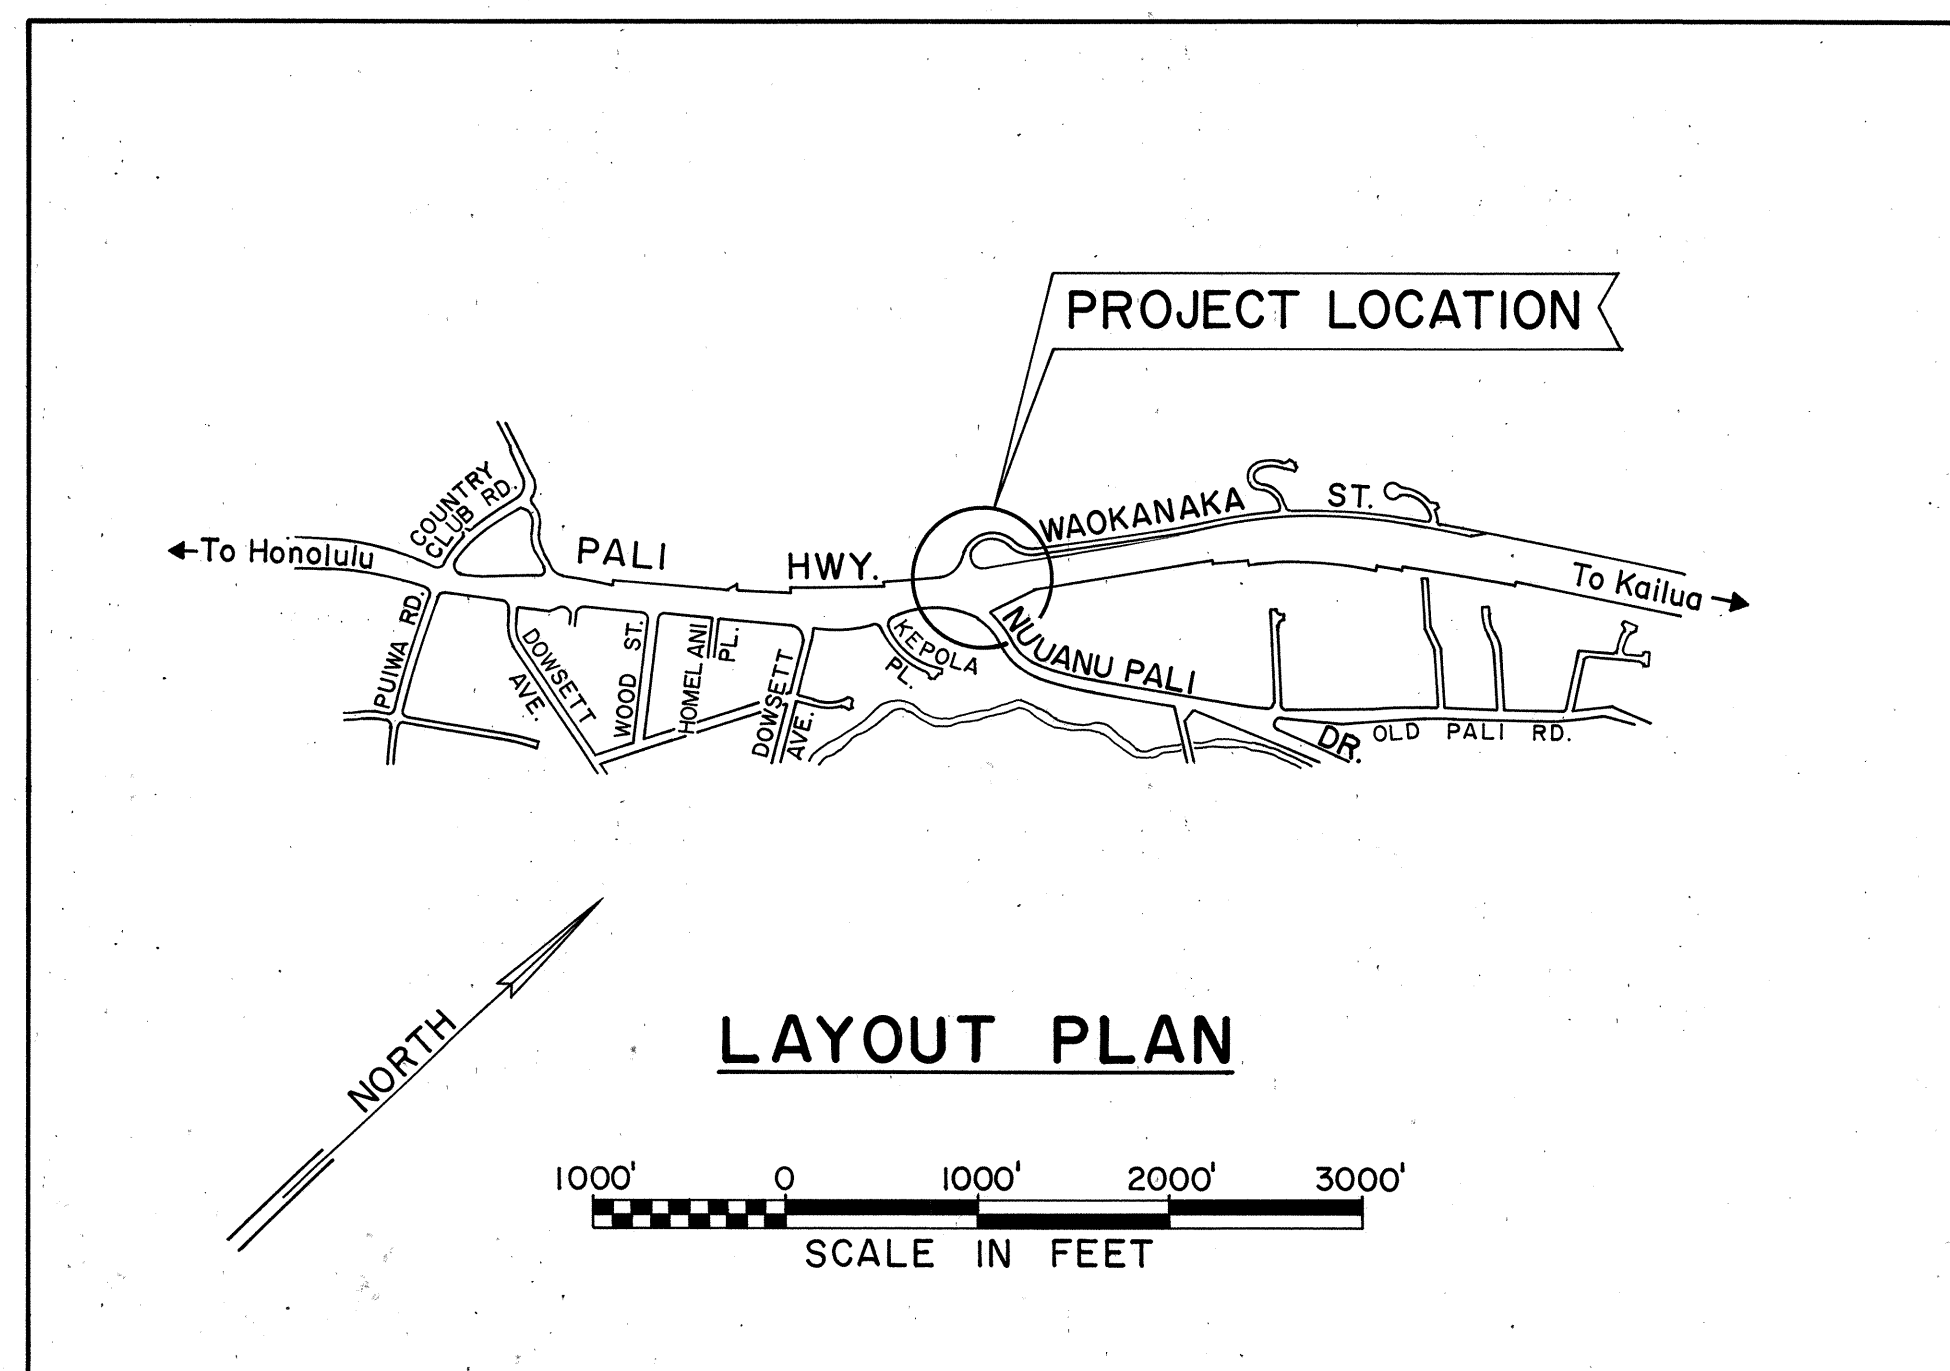 PROJECT LOCATION
COUNTRY
CLUB RD.
WAOKANAKA ST.
To Honolulu
PALI HWY.
To Kailua
PUIWA RD.
DOWSETT
AVE.
WOOD ST.
HOMELANI
PL.
DOWSETT
AVE.
KEPOLA
PL.
NUUANU PALI
DR.
OLD PALI RD.
NORTH
LAYOUT PLAN
1000' 0 1000' 2000' 3000'
SCALE IN FEET